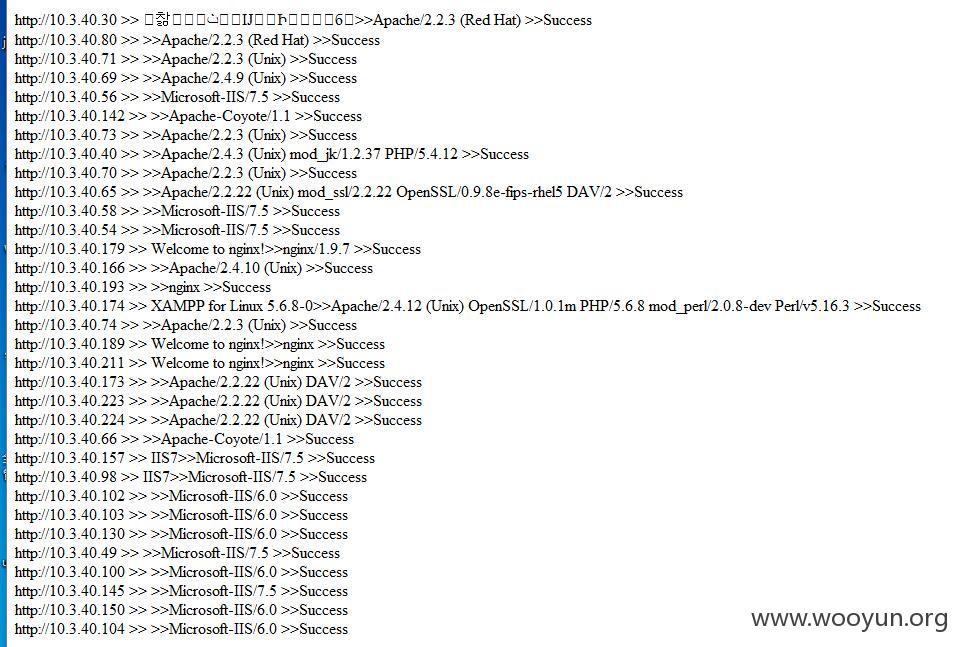 http://10.3.40.30 >> >>Apache/2.2.3 (Red Hat) >>Success
http://10.3.40.80 >> >>Apache/2.2.3 (Red Hat) >>Success
http://10.3.40.71 >> >>Apache/2.2.3 (Unix) >>Success
http://10.3.40.69 >> >>Apache/2.4.9 (Unix) >>Success
http://10.3.40.56 >> >>Microsoft-IIS/7.5 >>Success
http://10.3.40.142 >> >>Apache-Coyote/1.1 >>Success
http://10.3.40.73 >> >>Apache/2.2.3 (Unix) >>Success
http://10.3.40.40 >> >>Apache/2.4.3 (Unix) mod_jk/1.2.37 PHP/5.4.12 >>Success
http://10.3.40.70 >> >>Apache/2.2.3 (Unix) >>Success
http://10.3.40.65 >> >>Apache/2.2.22 (Unix) mod_ssl/2.2.22 OpenSSL/0.9.8e-fips-rhel5 DAV/2 >>Success
http://10.3.40.58 >> >>Microsoft-IIS/7.5 >>Success
http://10.3.40.54 >> >>Microsoft-IIS/7.5 >>Success
http://10.3.40.179 >> Welcome to nginx!>>nginx/1.9.7 >>Success
http://10.3.40.166 >> >>Apache/2.4.10 (Unix) >>Success
http://10.3.40.193 >> >>nginx >>Success
http://10.3.40.174 >> XAMPP for Linux 5.6.8-0>>Apache/2.4.12 (Unix) OpenSSL/1.0.1m PHP/5.6.8 mod_perl/2.0.8-dev Perl/v5.16.3 >>Success
http://10.3.40.74 >> >>Apache/2.2.3 (Unix) >>Success
http://10.3.40.189 >> Welcome to nginx!>>nginx >>Success
http://10.3.40.211 >> Welcome to nginx!>>nginx >>Success
http://10.3.40.173 >> >>Apache/2.2.22 (Unix) DAV/2 >>Success
http://10.3.40.223 >> >>Apache/2.2.22 (Unix) DAV/2 >>Success
http://10.3.40.224 >> >>Apache/2.2.22 (Unix) DAV/2 >>Success
http://10.3.40.66 >> >>Apache-Coyote/1.1 >>Success
http://10.3.40.157 >> IIS7>>Microsoft-IIS/7.5 >>Success
http://10.3.40.98 >> IIS7>>Microsoft-IIS/7.5 >>Success
http://10.3.40.102 >> >>Microsoft-IIS/6.0 >>Success
http://10.3.40.103 >> >>Microsoft-IIS/6.0 >>Success
http://10.3.40.130 >> >>Microsoft-IIS/6.0 >>Success
http://10.3.40.49 >> >>Microsoft-IIS/7.5 >>Success
http://10.3.40.100 >> >>Microsoft-IIS/6.0 >>Success
http://10.3.40.145 >> >>Microsoft-IIS/7.5 >>Success
http://10.3.40.150 >> >>Microsoft-IIS/6.0 >>Success
http://10.3.40.104 >> >>Microsoft-IIS/6.0 >>Success
www.wooyun.org